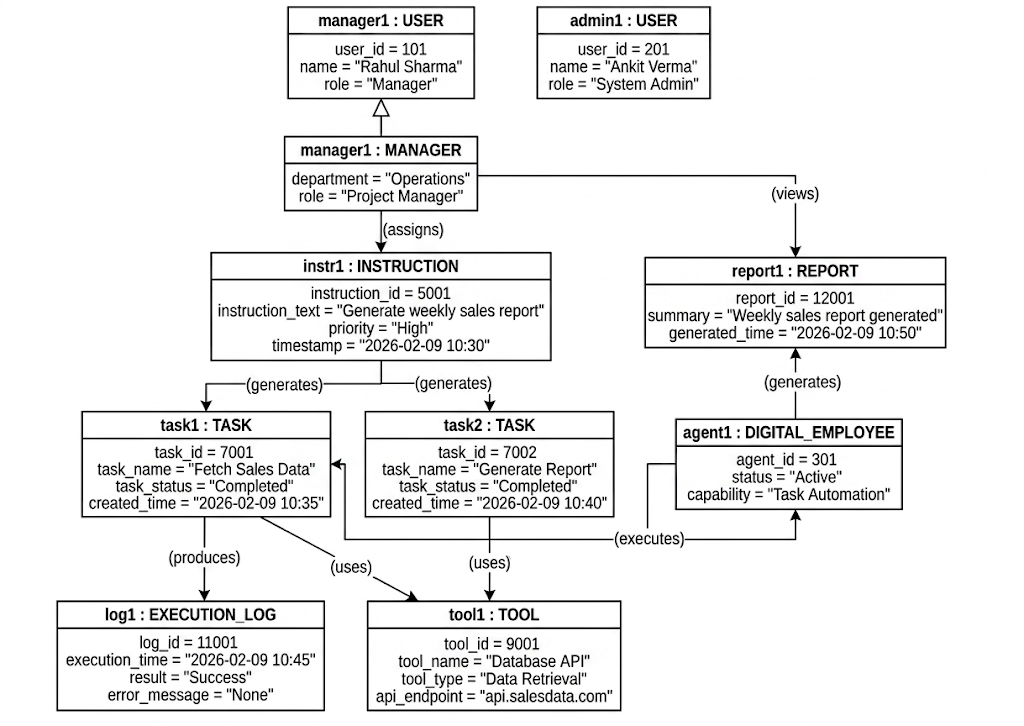 manager1 : USER
user_id = 101
name = "Rahul Sharma"
role = "Manager"
admin1 : USER
user_id = 201
name = "Ankit Verma"
role = "System Admin"
manager1 : MANAGER
department = "Operations"
role = "Project Manager"
(views)
(assigns)
instr1 : INSTRUCTION
instruction_id = 5001
instruction_text = "Generate weekly sales report"
priority = "High"
timestamp = "2026-02-09 10:30"
report1 : REPORT
report_id = 12001
summary = "Weekly sales report generated"
generated_time = "2026-02-09 10:50"
(generates)
(generates)
(generates)
task1 : TASK
task_id = 7001
task_name = "Fetch Sales Data"
task_status = "Completed"
created_time = "2026-02-09 10:35"
task2 : TASK
task_id = 7002
task_name = "Generate Report"
task_status = "Completed"
created_time = "2026-02-09 10:40"
agent1 : DIGITAL_EMPLOYEE
agent_id = 301
status = "Active"
capability = "Task Automation"
(executes)
(produces)
(uses)
(uses)
log1 : EXECUTION_LOG
log_id = 11001
execution_time = "2026-02-09 10:45"
result = "Success"
error_message = "None"
tool1 : TOOL
tool_id = 9001
tool_name = "Database API"
tool_type = "Data Retrieval"
api_endpoint = "api.salesdata.com"